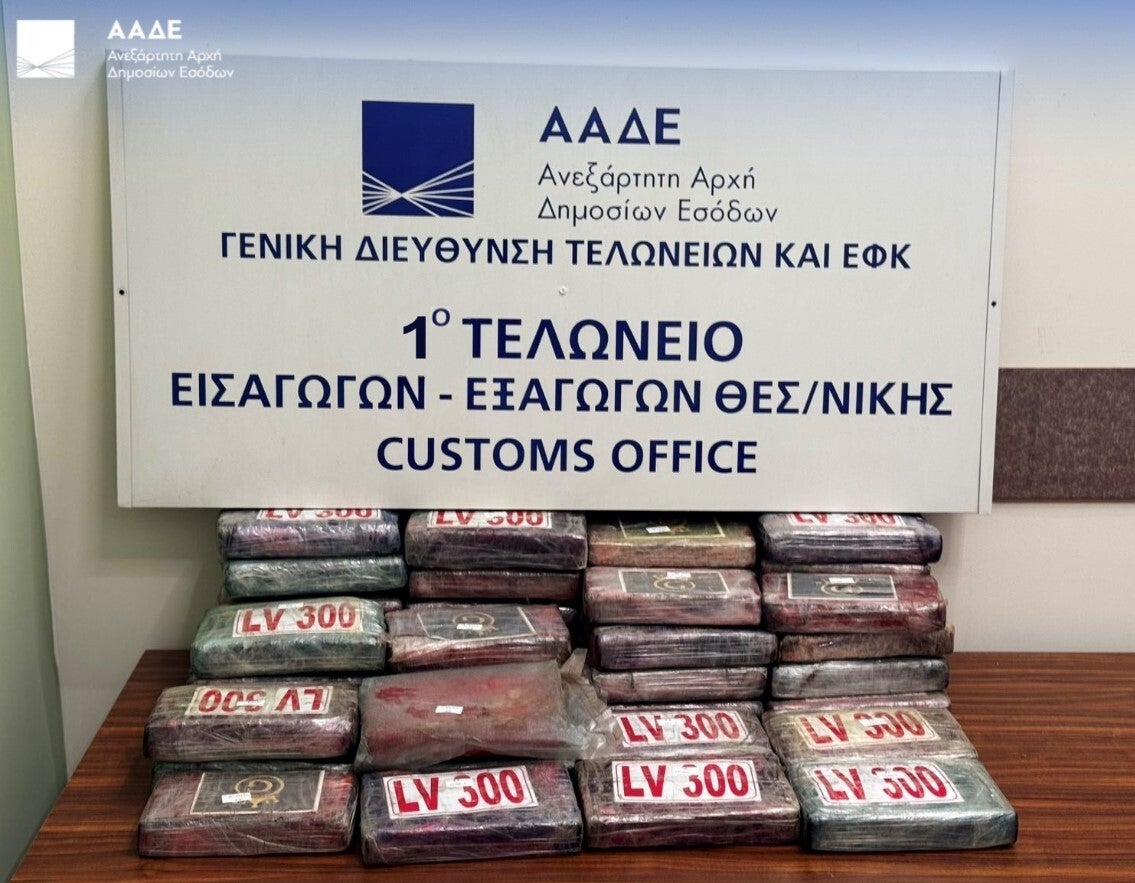 ΑΑΔΕ
Ανεξάρτητη Αρχή
Δημοσίων Εσόδων
ΑΑΔΕ
Ανεξάρτητη Αρχή
Δημοσίων Εσόδων
ΓΕΝΙΚΗ ΔΙΕΥΘΥΝΣΗ ΤΕΛΩΝΕΙΩΝ ΚΑΙ ΕΦΚ
1Ο ΤΕΛΩΝΕΙΟ
ΕΙΣΑΓΩΓΩΝ - ΕΞΑΓΩΓΩΝ ΘΕΣ/ΝΙΚΗΣ
CUSTOMS OFFICE
LV 300
LV 300
LV 300
LV 300
LV 300
LV 300
LV 300
LV 300
LV 300
LV 300